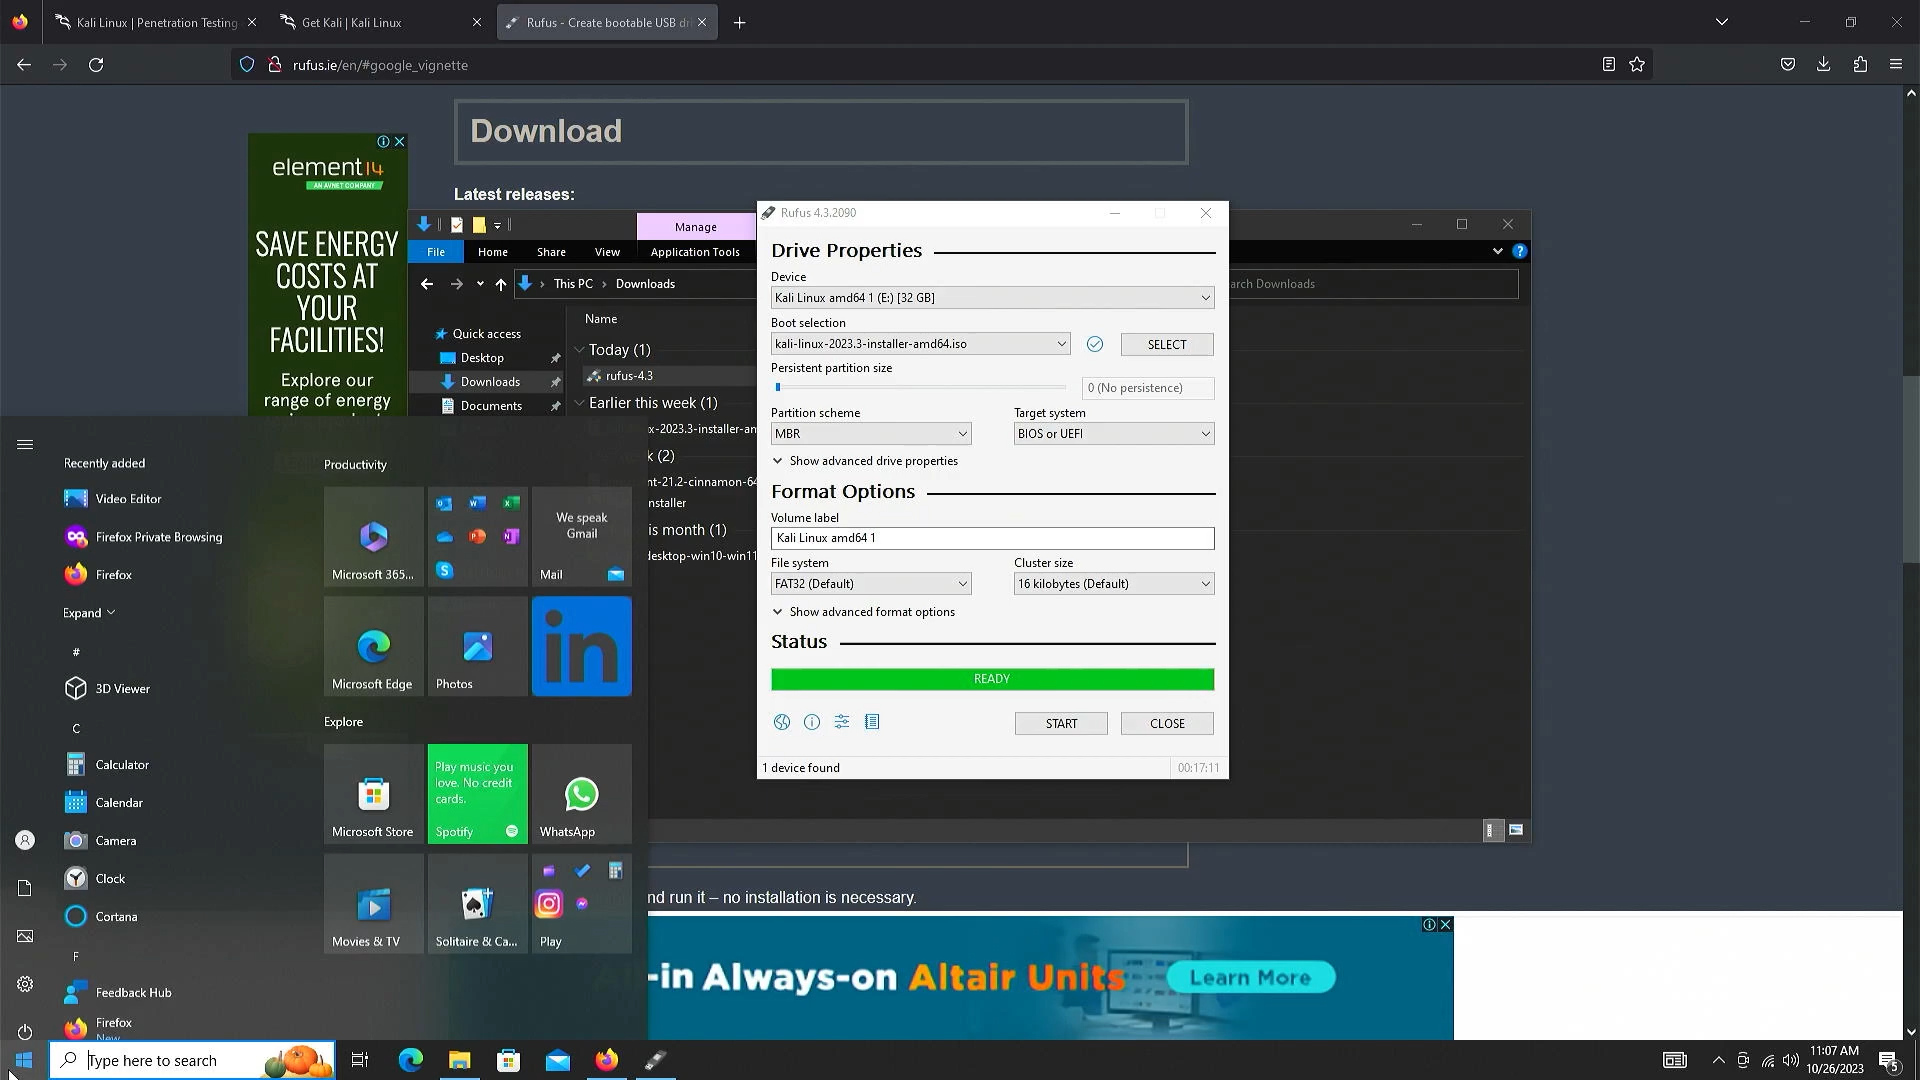 Kali Linux | Penetration Testing
Get Kali | Kali Linux
Rufus - Create bootable USB dri
rufus.ie/en/#google_vignette
Download
Latest releases:
element14
AN AVNET COMPANY
SAVE ENERGY
COSTS AT
YOUR
FACILITIES!
Explore our
range of energy
Manage
File
Home
Share
View
Application Tools
This PC
Downloads
arch Downloads
Quick access
Desktop
Downloads
Documents
Name
Today (1)
rufus-4.3
Earlier this week (1)
x-2023.3-installer-am
k (2)
nt-21.2-cinnamon-64
nstaller
is month (1)
desktop-win10-win11
Rufus 4.3.2090
Drive Properties
Device
Kali Linux amd64 1 (E:) [32 GB]
Boot selection
kali-linux-2023.3-installer-amd64.iso
SELECT
Persistent partition size
0 (No persistence)
Partition scheme
Target system
MBR
BIOS or UEFI
Show advanced drive properties
Format Options
Volume label
Kali Linux amd64 1
File system
Cluster size
FAT32 (Default)
16 kilobytes (Default)
Show advanced format options
Status
READY
START
CLOSE
1 device found
00:17:11
Recently added
Video Editor
Firefox Private Browsing
Firefox
Expand
#
3D Viewer
C
Calculator
Calendar
Camera
Clock
Cortana
F
Feedback Hub
Firefox
New
Productivity
Microsoft 365...
We speak
Gmail
Mail
Microsoft Edge
Photos
in
Explore
Microsoft Store
Play music you
love. No credit
cards.
Spotify
WhatsApp
Movies & TV
Solitaire & Ca...
Play
nd run it – no installation is necessary.
-in Always-on Altair Units
Learn More
Type here to search
11:07 AM
10/26/2023
5